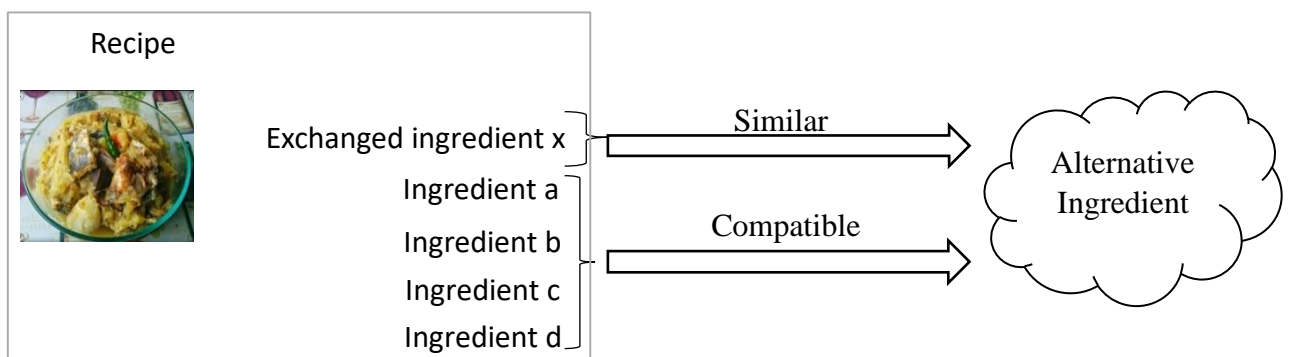 Recipe
Exchanged ingredient x
Ingredient a
Ingredient b
Ingredient c
Ingredient d
Similar
Compatible
Alternative
Ingredient